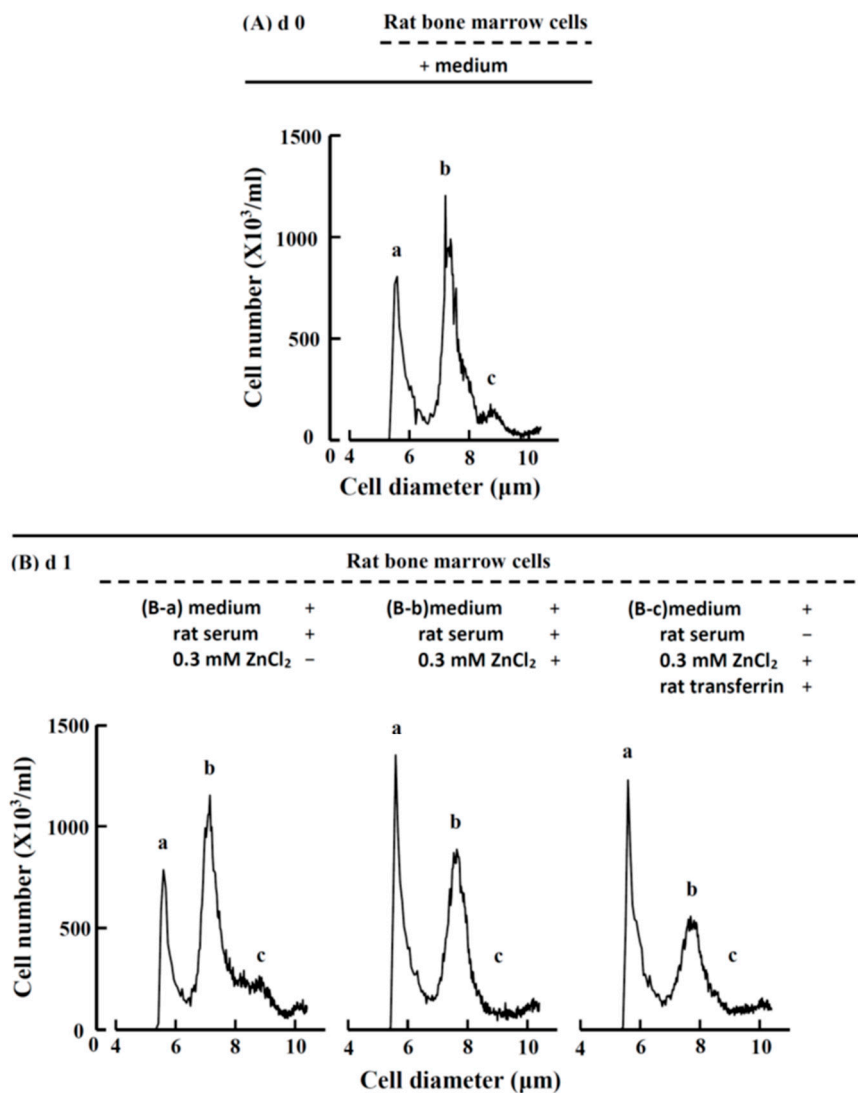 (A) d 0 Rat bone marrow cells
+ medium
1500
1000
500
0
Cell number (X10³/ml)
a
b
c
0 4 6 8 10
Cell diameter (µm)
(B) d 1 Rat bone marrow cells
(B-a) medium + (B-b)medium + (B-c)medium +
rat serum + rat serum + rat serum −
0.3 mM ZnCl₂ − 0.3 mM ZnCl₂ + 0.3 mM ZnCl₂ +
rat transferrin +
1500
1000
500
0
Cell number (X10³/ml)
a b c
a b c
a b c
0 4 6 8 10 4 6 8 10 4 6 8 10
Cell diameter (µm)